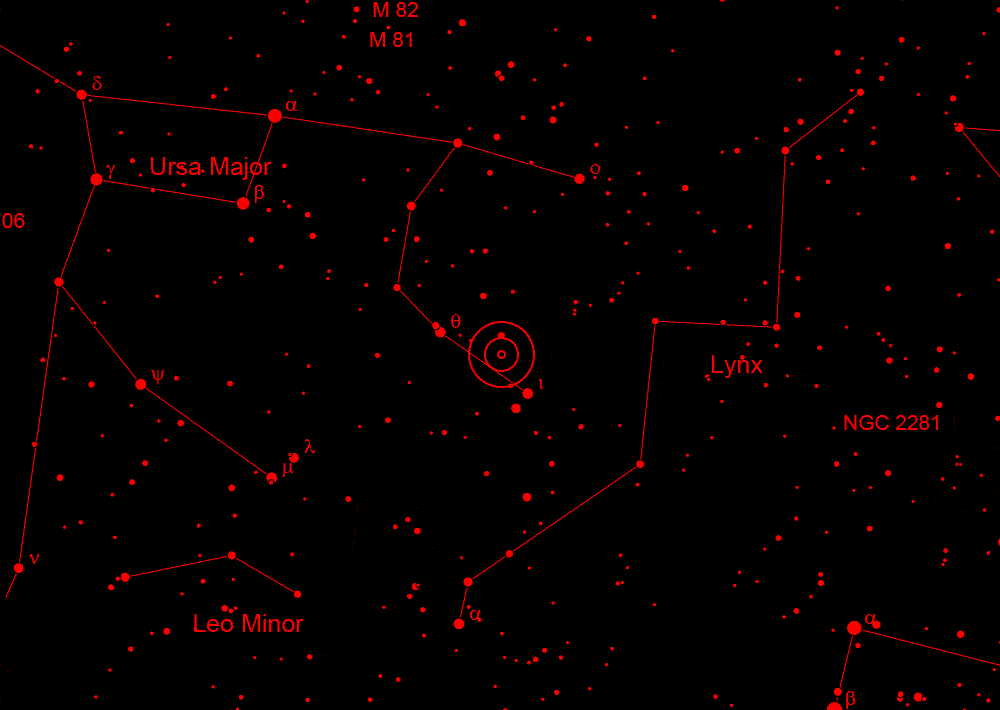 M 82
M 81
δ
α
ο
γ
Ursa Major
β
06
θ
Lynx
ψ
ι
NGC 2281
λ
μ
ν
α
Leo Minor
α
β